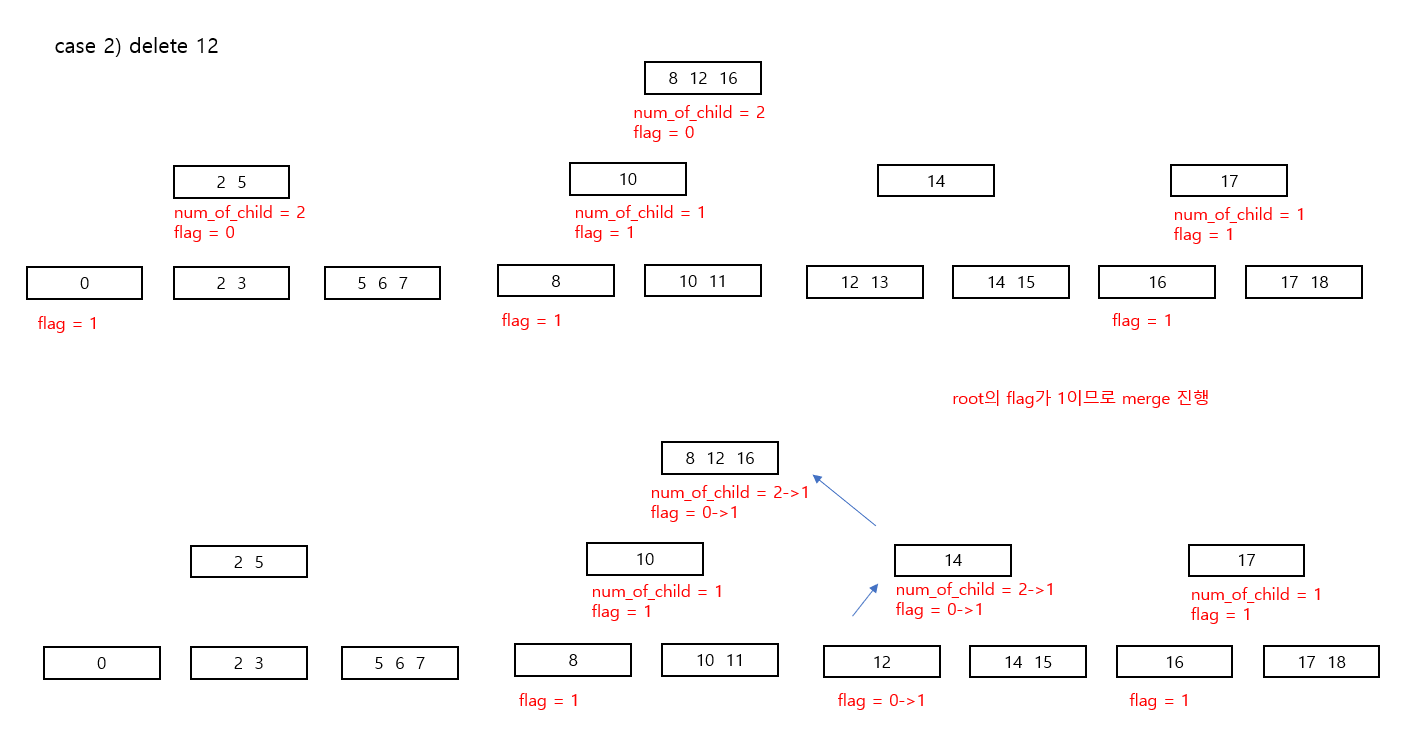 case 2) delete 12
8 12 16
num_of_child = 2
flag = 0
2 5
num_of_child = 2
flag = 0
10
num_of_child = 1
flag = 1
14
17
num_of_child = 1
flag = 1
0
flag = 1
2 3
5 6 7
8
flag = 1
10 11
12 13
14 15
16
flag = 1
17 18
root의 flag가 1이므로 merge 진행
8 12 16
num_of_child = 2->1
flag = 0->1
2 5
10
num_of_child = 1
flag = 1
14
num_of_child = 2->1
flag = 0->1
17
num_of_child = 1
flag = 1
0
2 3
5 6 7
8
flag = 1
10 11
12
flag = 0->1
14 15
16
flag = 1
17 18